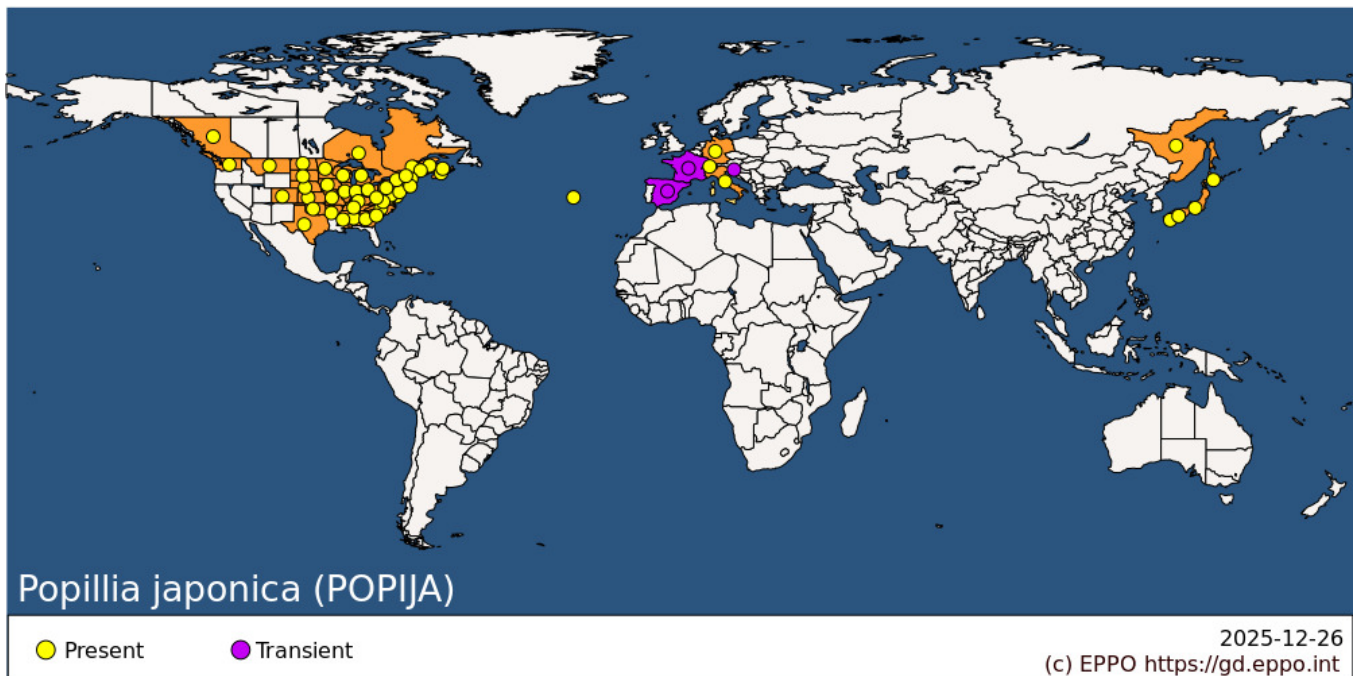 Popillia japonica (POPIJA)
Present
Transient
2025-12-26
(c) EPPO https://gd.eppo.int